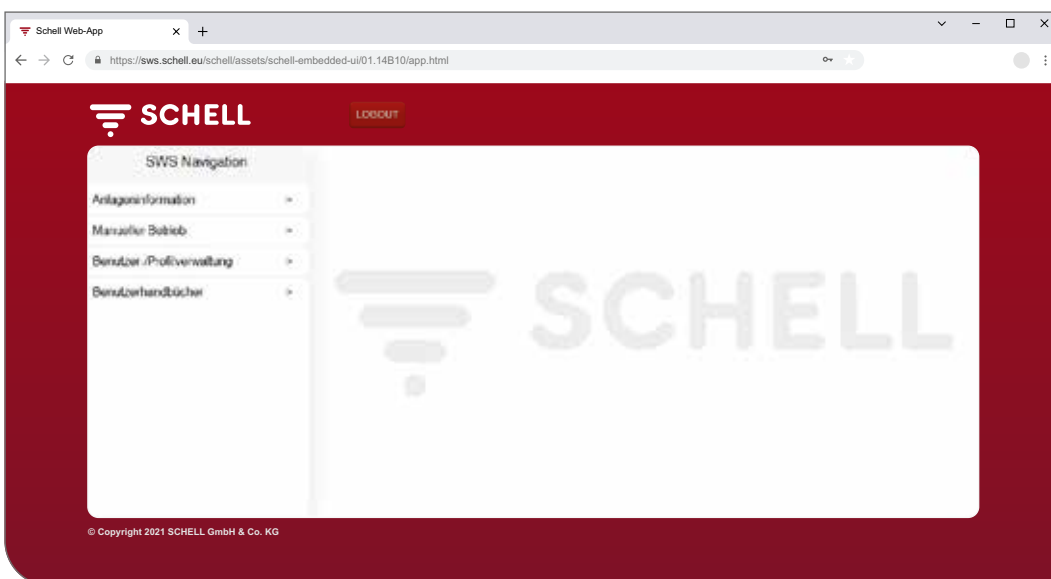 Schell Web-App
https://sws.schell.eu/schell/assets/schell-embedded-ui/01.14B10/app.html
SCHELL
LOGOUT
SWS Navigation
Anlageninformation >
Manueller Betrieb >
Benutzer-/Profilverwaltung >
Benutzerhandbücher >
SCHELL
© Copyright 2021 SCHELL GmbH & Co. KG